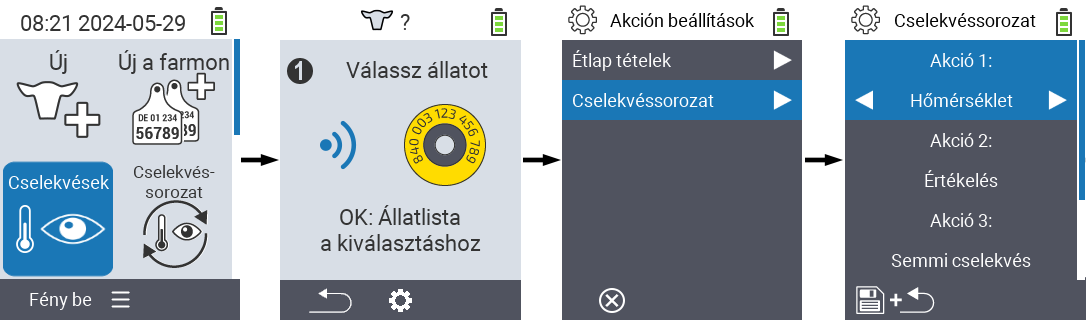 08:21 2024-05-29
Új
Új a farmon
DE 01 234
56789
234
39
Cselekvések
Cselekvés-
sorozat
Fény be
?
1
Válassz állatot
840 003 123 456 789
OK: Állatlista
a kiválasztáshoz
Akción beállítások
Étlap tételek
Cselekvéssorozat
Cselekvéssorozat
Akció 1:
Hőmérséklet
Akció 2:
Értékelés
Akció 3:
Semmi cselekvés
+